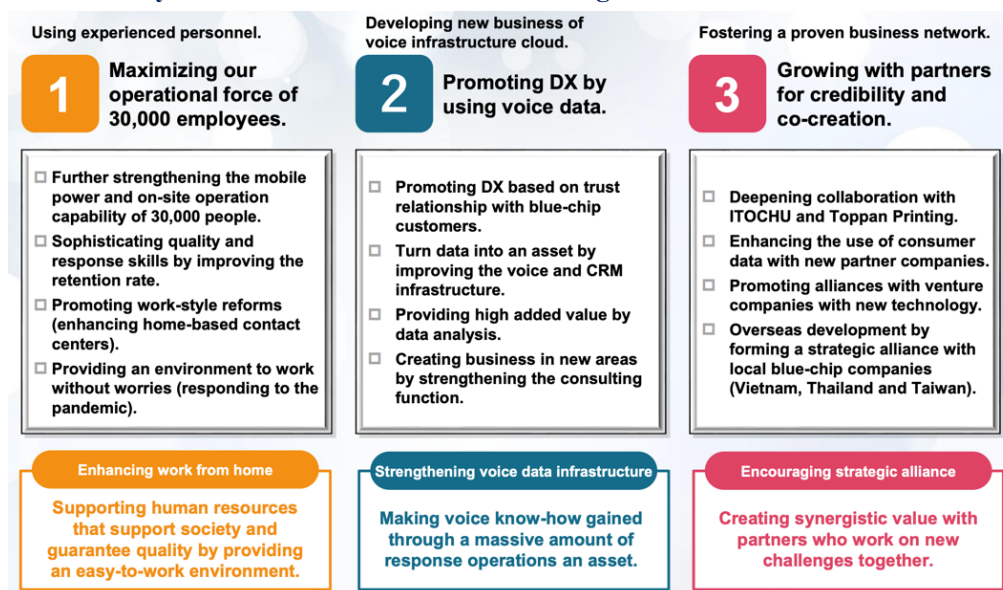 Using experienced personnel.
1
Maximizing our
operational force of
30,000 employees.
Further strengthening the mobile
power and on-site operation
capability of 30,000 people.
Sophisticating quality and
response skills by improving the
retention rate.
Promoting work-style reforms
(enhancing home-based contact
centers).
Providing an environment to work
without worries (responding to the
pandemic).
Enhancing work from home
Supporting human resources
that support society and
guarantee quality by providing
an easy-to-work environment.
Developing new business of
voice infrastructure cloud.
2
Promoting DX by
using voice data.
Promoting DX based on trust
relationship with blue-chip
customers.
Turn data into an asset by
improving the voice and CRM
infrastructure.
Providing high added value by
data analysis.
Creating business in new areas
by strengthening the consulting
function.
Strengthening voice data infrastructure
Making voice know-how gained
through a massive amount of
response operations an asset.
Fostering a proven business network.
3
Growing with partners
for credibility and
co-creation.
Deepening collaboration with
ITOCHU and Toppan Printing.
Enhancing the use of consumer
data with new partner companies.
Promoting alliances with venture
companies with new technology.
Overseas development by
forming a strategic alliance with
local blue-chip companies
(Vietnam, Thailand and Taiwan).
Encouraging strategic alliance
Creating synergistic value with
partners who work on new
challenges together.